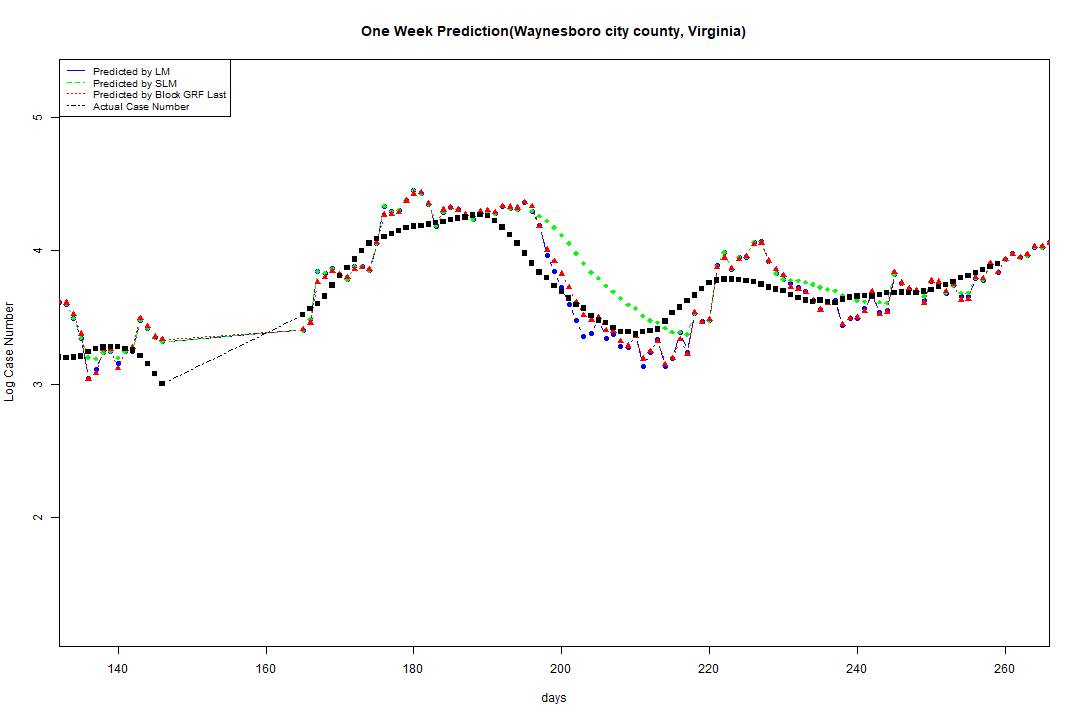 One Week Prediction(Waynesboro city county, Virginia)
Predicted by LM
Predicted by SLM
Predicted by Block GRF Last
Actual Case Number
5
4
3
2
Log Case Number
140 160 180 200 220 240 260
days